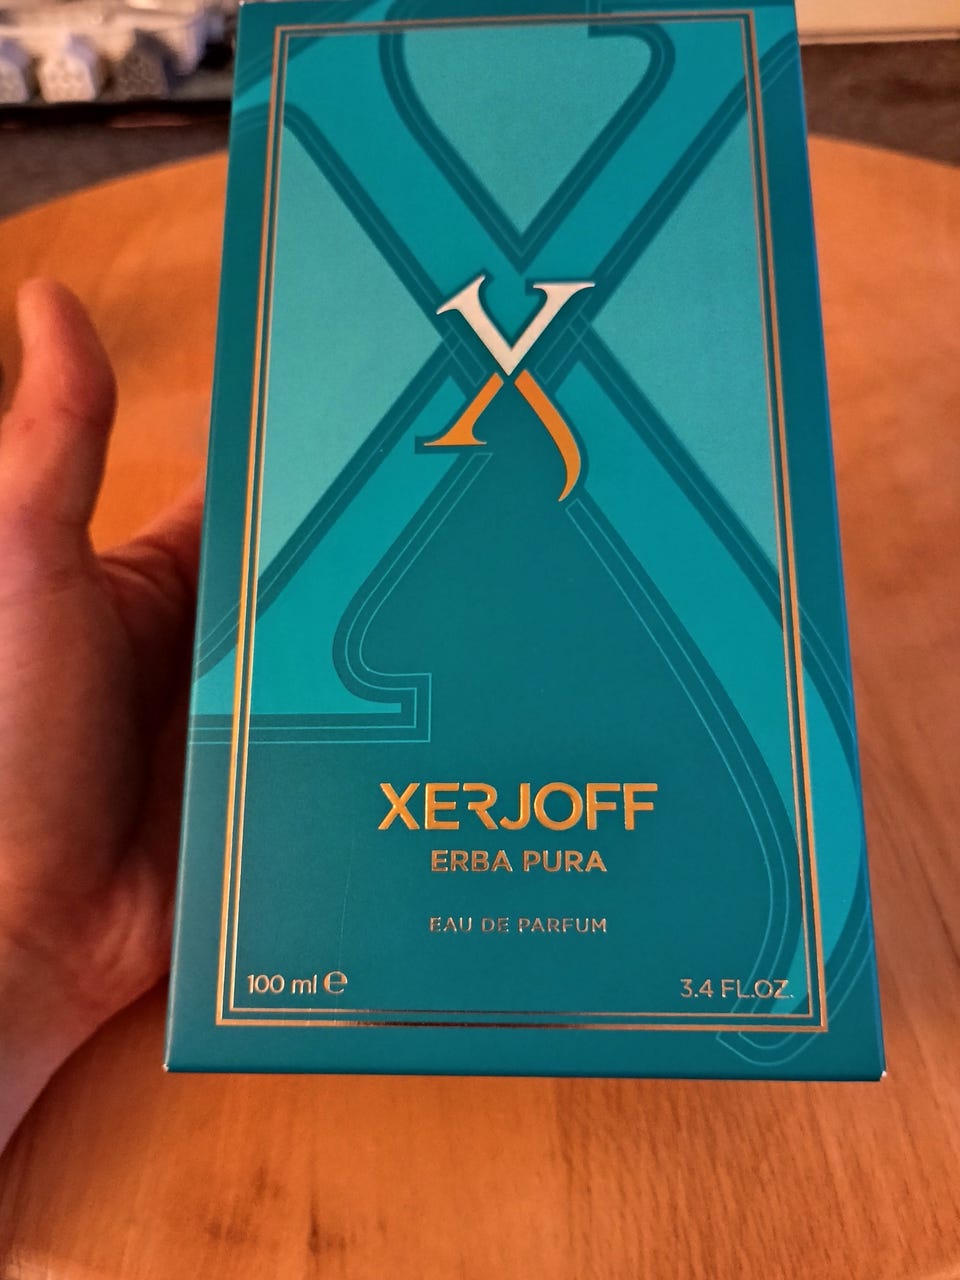 X
XERJOFF
ERBA PURA
EAU DE PARFUM
100 ml ℮
3.4 FL.OZ.